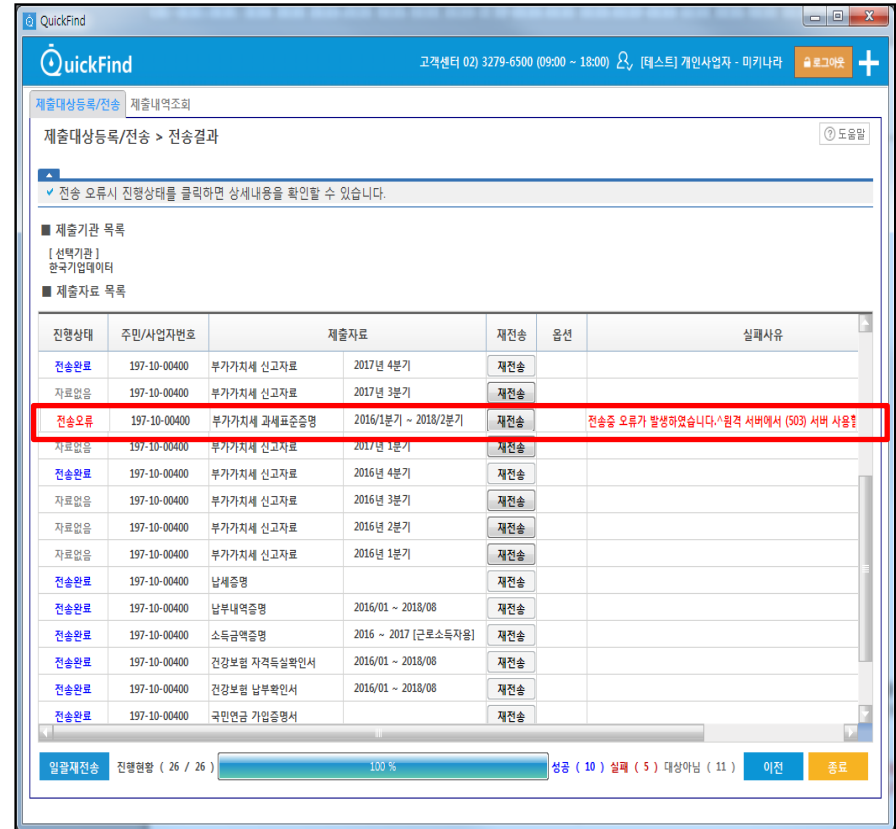 QuickFind
QuickFind 고객센터 02) 3279-6500 (09:00 ~ 18:00) [테스트] 개인사업자 - 미키나라 로그아웃
제출대상등록/전송 제출내역조회
제출대상등록/전송 > 전송결과 ? 도움말
전송 오류시 진행상태를 클릭하면 상세내용을 확인할 수 있습니다.
■ 제출기관 목록
[ 선택기관 ]
한국기업데이터
■ 제출자료 목록
진행상태 주민/사업자번호 제출자료 재전송 옵션 실패사유
전송완료 197-10-00400 부가가치세 신고자료 2017년 4분기 재전송
자료없음 197-10-00400 부가가치세 신고자료 2017년 3분기 재전송
전송오류 197-10-00400 부가가치세 과세표준증명 2016/1분기 ~ 2018/2분기 재전송 전송중 오류가 발생하였습니다.^원격 서버에서 (503) 서버 사용할
자료없음 197-10-00400 부가가치세 신고자료 2017년 1분기 재전송
전송완료 197-10-00400 부가가치세 신고자료 2016년 4분기 재전송
자료없음 197-10-00400 부가가치세 신고자료 2016년 3분기 재전송
자료없음 197-10-00400 부가가치세 신고자료 2016년 2분기 재전송
자료없음 197-10-00400 부가가치세 신고자료 2016년 1분기 재전송
전송완료 197-10-00400 납세증명 재전송
전송완료 197-10-00400 납부내역증명 2016/01 ~ 2018/08 재전송
전송완료 197-10-00400 소득금액증명 2016 ~ 2017 [근로소득자용] 재전송
전송완료 197-10-00400 건강보험 자격득실확인서 2016/01 ~ 2018/08 재전송
전송완료 197-10-00400 건강보험 납부확인서 2016/01 ~ 2018/08 재전송
전송완료 197-10-00400 국민연금 가입증명서 재전송
일괄재전송 진행현황 ( 26 / 26 ) 100 % 성공 ( 10 ) 실패 ( 5 ) 대상아님 ( 11 ) 이전 종료